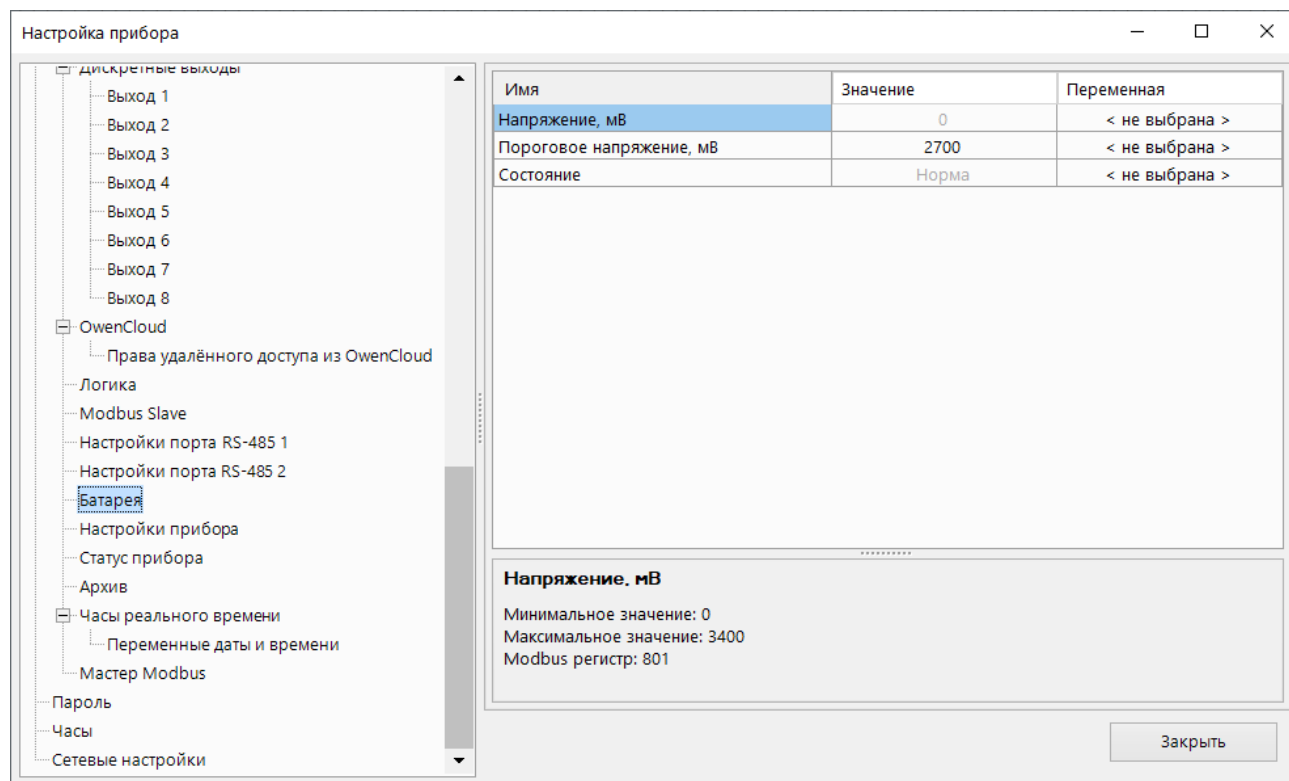 Настройка прибора
Дискретные выходы
Выход 1
Выход 2
Выход 3
Выход 4
Выход 5
Выход 6
Выход 7
Выход 8
OwenCloud
Права удалённого доступа из OwenCloud
Логика
Modbus Slave
Настройки порта RS-485 1
Настройки порта RS-485 2
Батарея
Настройки прибора
Статус прибора
Архив
Часы реального времени
Переменные даты и времени
Мастер Modbus
Пароль
Часы
Сетевые настройки
Имя Значение Переменная
Напряжение, мВ 0 < не выбрана >
Пороговое напряжение, мВ 2700 < не выбрана >
Состояние Норма < не выбрана >
Напряжение, мВ
Минимальное значение: 0
Максимальное значение: 3400
Modbus регистр: 801
Закрыть